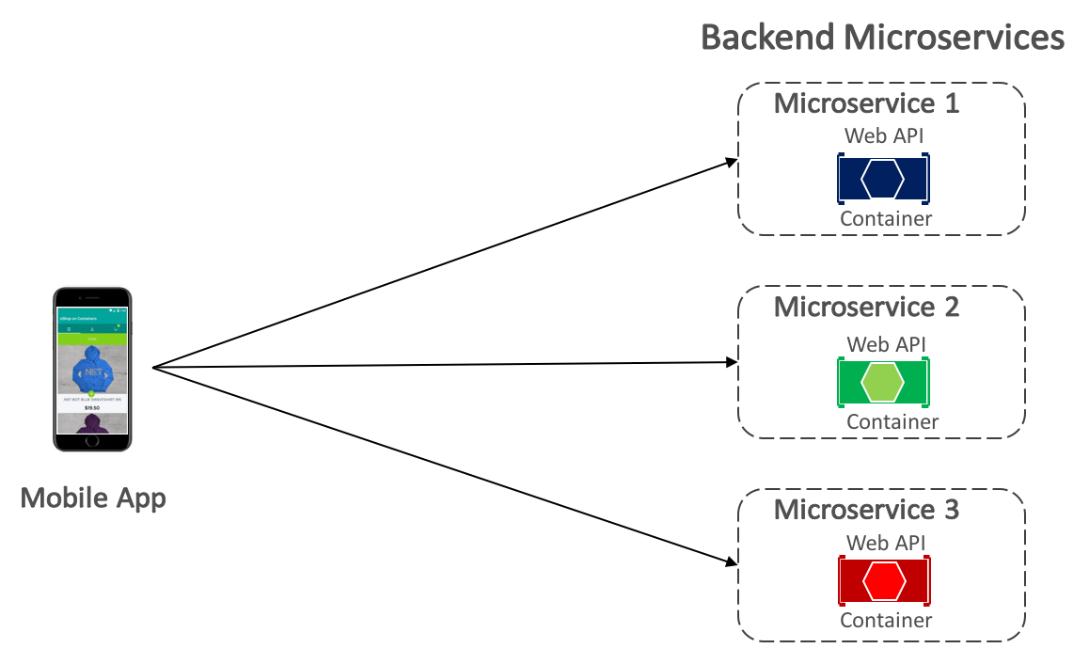 Backend Microservices
Microservice 1
Web API
Container
Microservice 2
Web API
Container
Microservice 3
Web API
Container
eShop on Containers
.NET BOT BLUE SWEATSHIRT (M)
$19.50
Mobile App